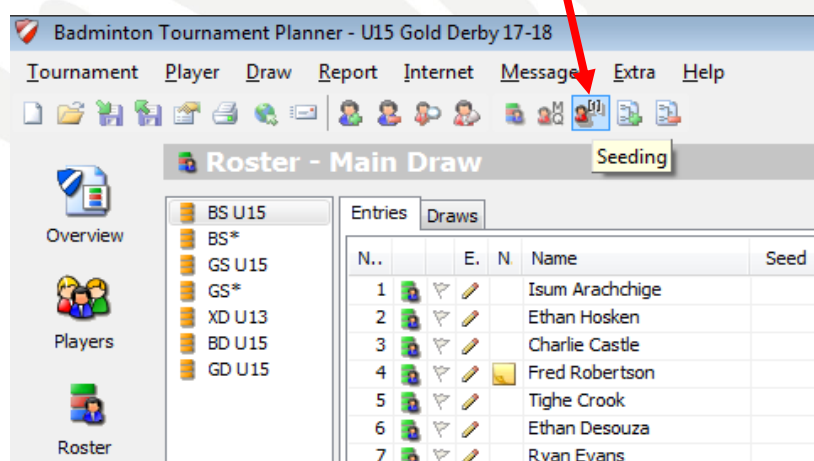 Badminton Tournament Planner - U15 Gold Derby 17-18
Tournament Player Draw Report Internet Message Extra Help
Roster - Main Draw
Seeding
Overview
Players
Roster
BS U15
BS*
GS U15
GS*
XD U13
BD U15
GD U15
Entries Draws
N.. E. N Name Seed
1 Isum Arachchige
2 Ethan Hosken
3 Charlie Castle
4 Fred Robertson
5 Tighe Crook
6 Ethan Desouza
7 Ryan Evans